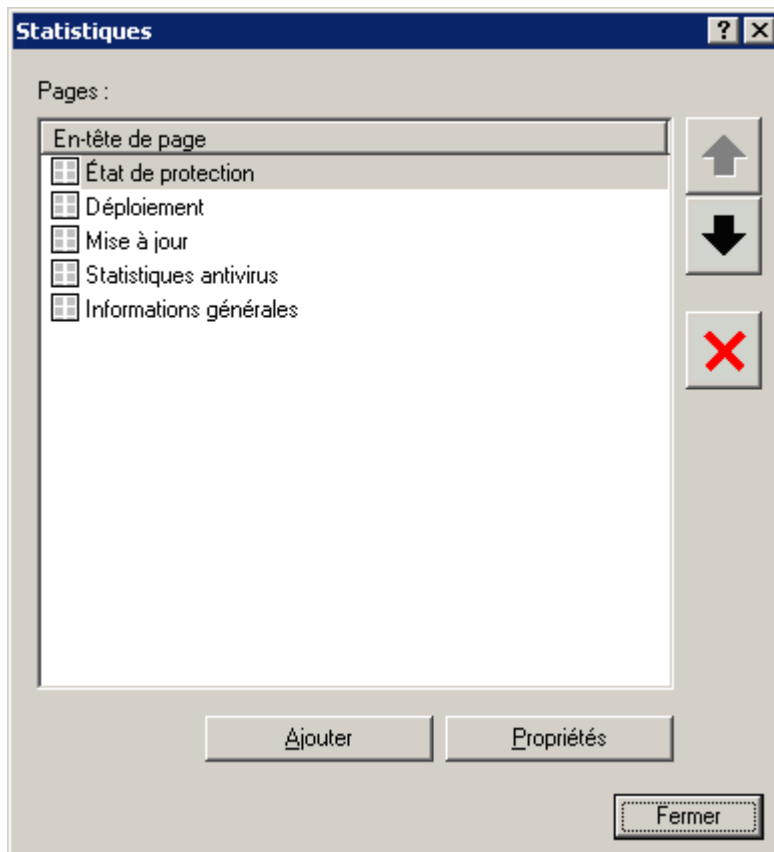 Statistiques
Pages :
En-tête de page
État de protection
Déploiement
Mise à jour
Statistiques antivirus
Informations générales
Ajouter
Propriétés
Fermer